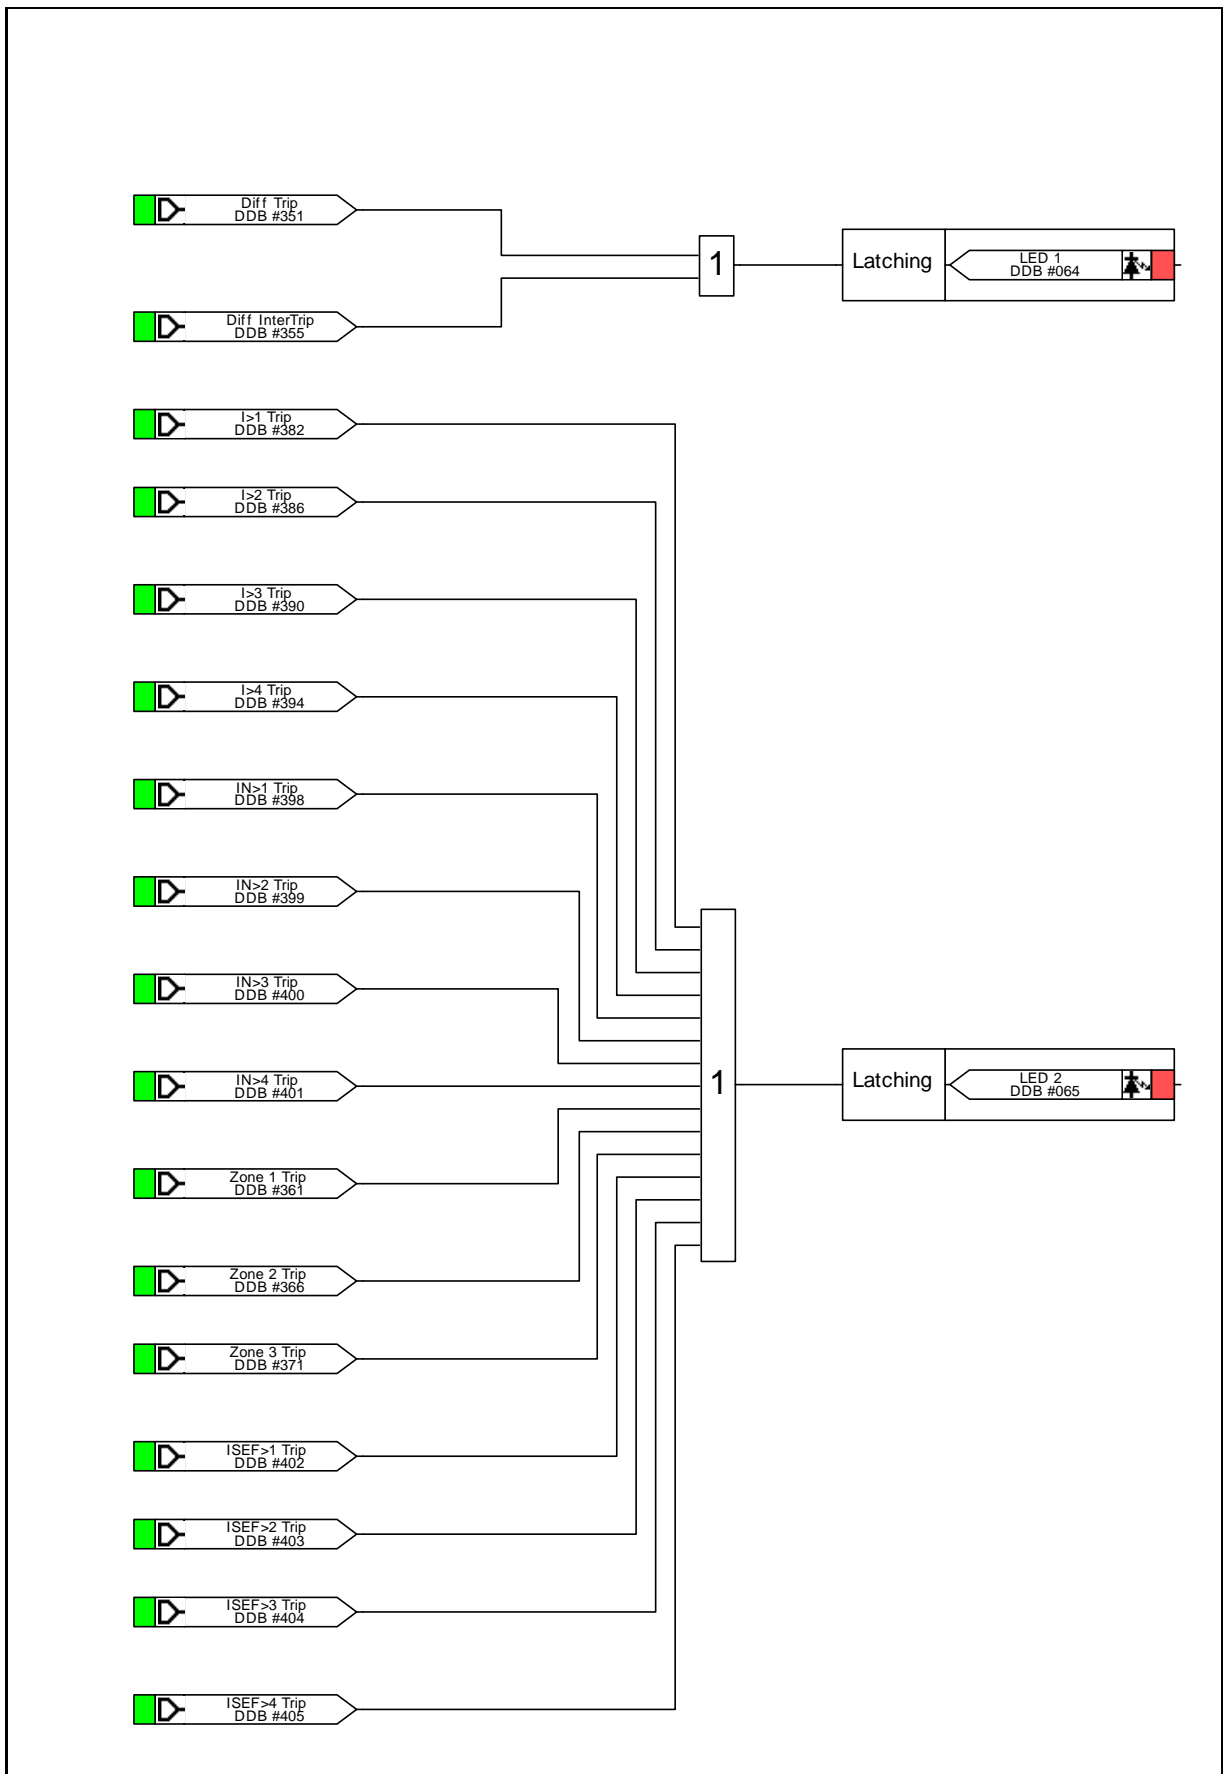 Diff Trip
DDB #351
1
Latching
LED 1
DDB #064
Diff InterTrip
DDB #355
I>1 Trip
DDB #382
I>2 Trip
DDB #386
I>3 Trip
DDB #390
I>4 Trip
DDB #394
IN>1 Trip
DDB #398
IN>2 Trip
DDB #399
IN>3 Trip
DDB #400
IN>4 Trip
DDB #401
1
Latching
LED 2
DDB #065
Zone 1 Trip
DDB #361
Zone 2 Trip
DDB #366
Zone 3 Trip
DDB #371
ISEF>1 Trip
DDB #402
ISEF>2 Trip
DDB #403
ISEF>3 Trip
DDB #404
ISEF>4 Trip
DDB #405